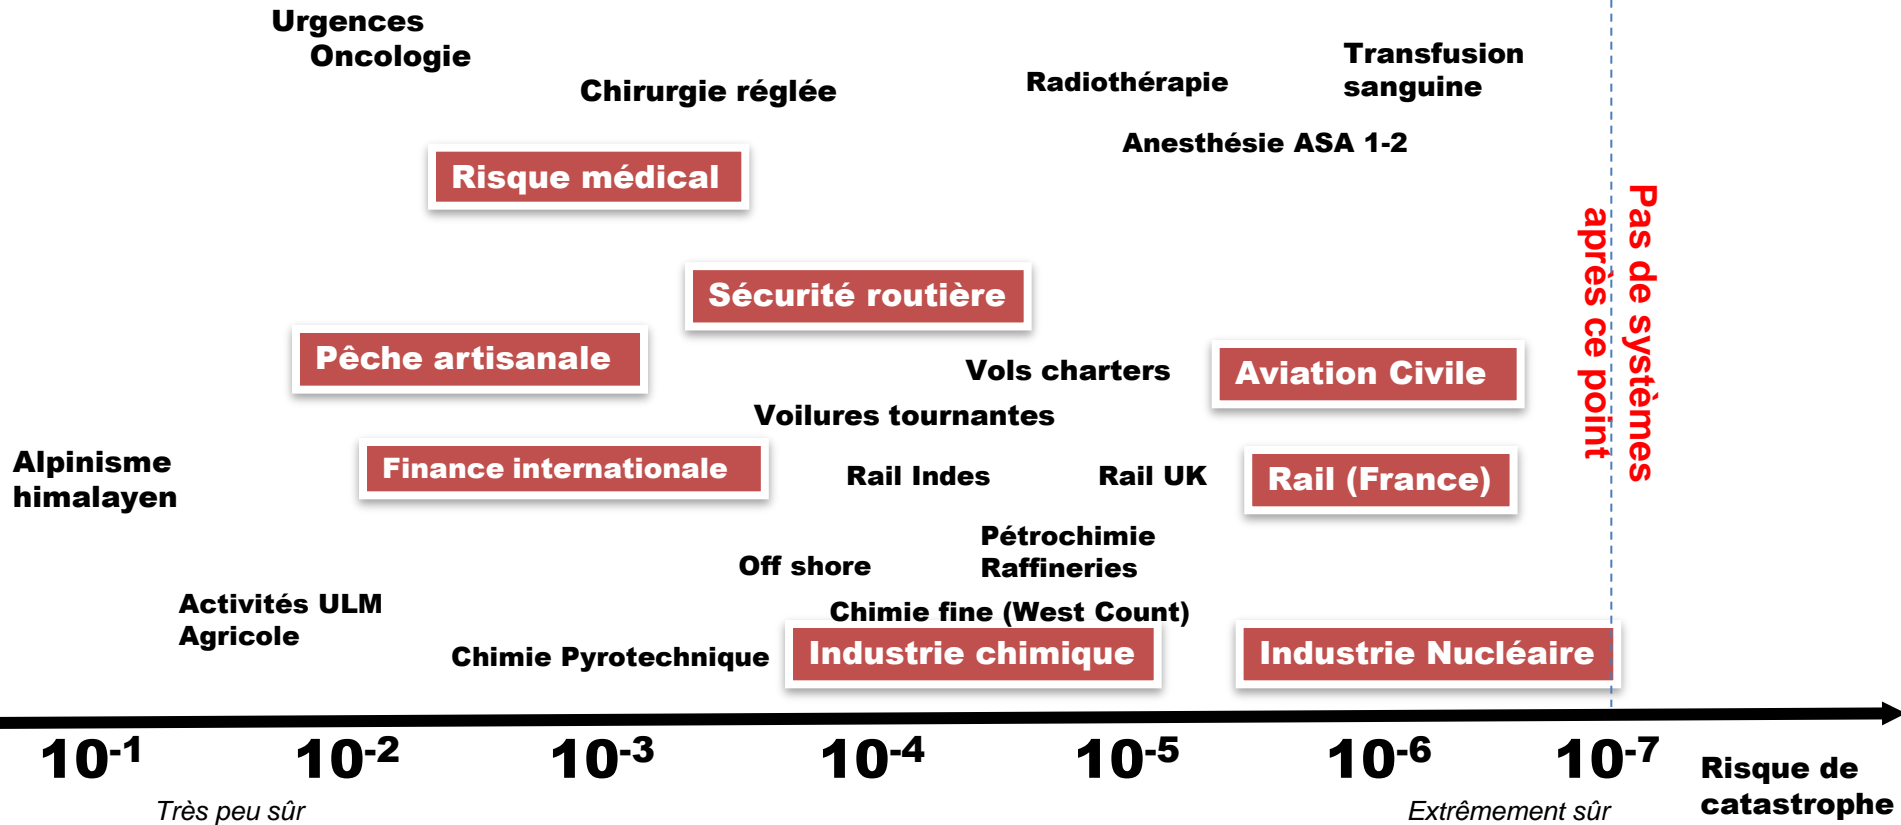 Urgences
Oncologie
Chirurgie réglée
Radiothérapie
Transfusion
sanguine
Anesthésie ASA 1-2
Risque médical
Pas de systèmes
après ce point
Sécurité routière
Pêche artisanale
Vols charters
Aviation Civile
Voilures tournantes
Alpinisme
himalayen
Finance internationale
Rail Indes
Rail UK
Rail (France)
Pétrochimie
Raffineries
Off shore
Activités ULM
Agricole
Chimie fine (West Count)
Chimie Pyrotechnique
Industrie chimique
Industrie Nucléaire
10-1 10-2 10-3 10-4 10-5 10-6 10-7
Risque de
catastrophe
Très peu sûr
Extrêmement sûr